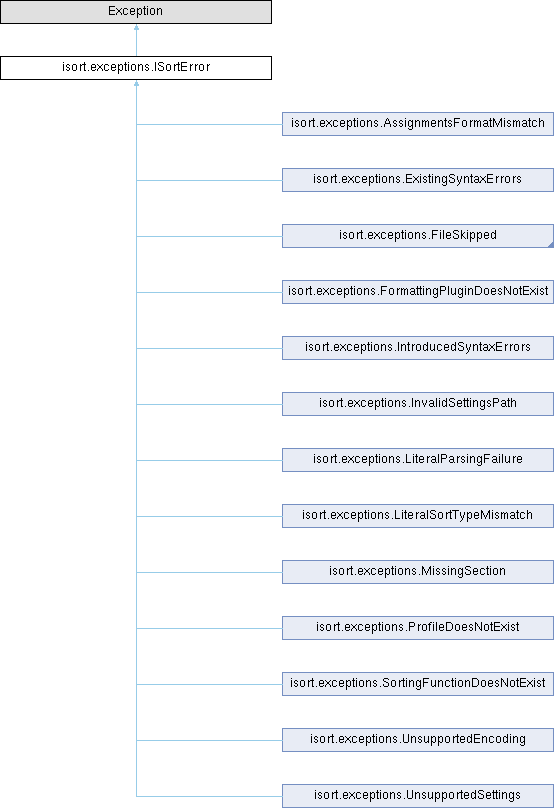 Exception
isort.exceptions.ISortError
isort.exceptions.AssignmentsFormatMismatch
isort.exceptions.ExistingSyntaxErrors
isort.exceptions.FileSkipped
isort.exceptions.FormattingPluginDoesNotExist
isort.exceptions.IntroducedSyntaxErrors
isort.exceptions.InvalidSettingsPath
isort.exceptions.LiteralParsingFailure
isort.exceptions.LiteralSortTypeMismatch
isort.exceptions.MissingSection
isort.exceptions.ProfileDoesNotExist
isort.exceptions.SortingFunctionDoesNotExist
isort.exceptions.UnsupportedEncoding
isort.exceptions.UnsupportedSettings